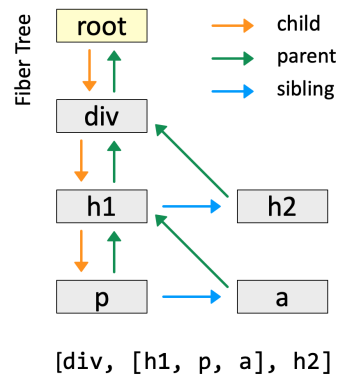 Fiber Tree
root
child
parent
sibling
div
h1
h2
p
a
[div, [h1, p, a], h2]